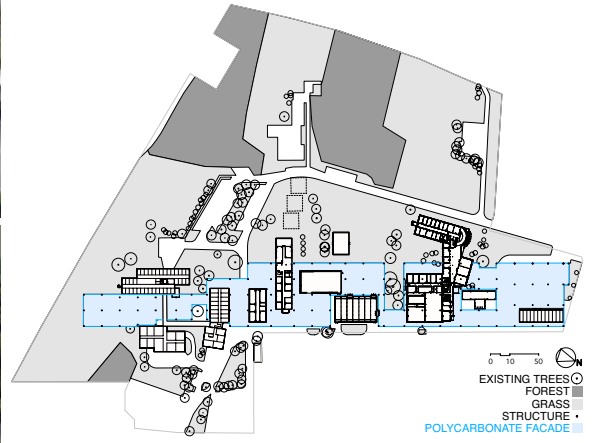 0 10 50
N
EXISTING TREES
FOREST
GRASS
STRUCTURE
POLYCARBONATE FACADE